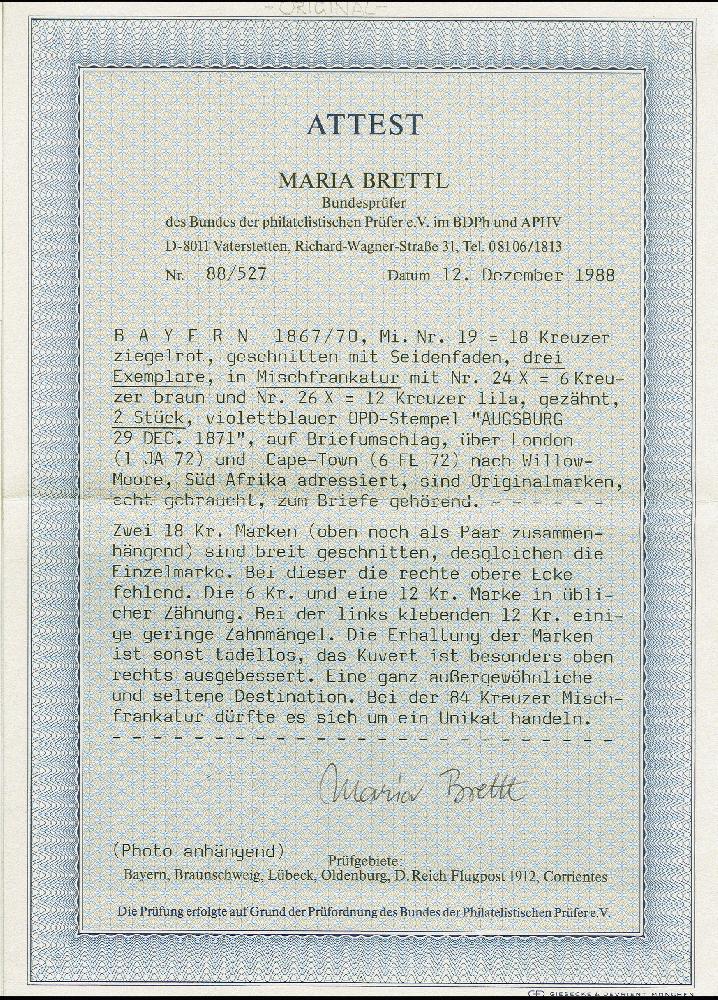 - ORIGINAL -
ATTEST
MARIA BRETTL
Bundesprüfer
des Bundes der philatelistischen Prüfer e.V. im BDPh und APHV
D-8011 Vaterstetten, Richard-Wagner-Straße 31, Tel. 08106/1813
Nr. 88/527 Datum 12. Dezember 1988
B A Y E R N 1867/70, Mi.Nr. 19 = 18 Kreuzer
ziegelrot, geschnitten mit Seidenfaden, drei
Exemplare, in Mischfrankatur mit Nr. 24 X = 6 Kreu-
zer braun und Nr. 26 X = 12 Kreuzer lila, gezähnt,
2 Stück, violettblauer OPD-Stempel "AUGSBURG
29 DEC. 1871", auf Briefumschlag, über London
(1 JA 72) und Cape-Town (6 FE 72) nach Willow-
Moore, Süd Afrika adressiert, sind Originalmarken,
echt gebraucht, zum Briefe gehörend. - - - - - -
Zwei 18 Kr. Marken (oben noch als Paar zusammen-
hängend) sind breit geschnitten, desgleichen die
Einzelmarke. Bei dieser die rechte obere Ecke
fehlend. Die 6 Kr. und eine 12 Kr. Marke in übli-
cher Zähnung. Bei der links klebenden 12 Kr. eini-
ge geringe Zahnmängel. Die Erhaltung der Marken
ist sonst tadellos, das Kuvert ist besonders oben
rechts ausgebessert. Eine ganz außergewöhnliche
und seltene Destination. Bei der 84 Kreuzer Misch-
frankatur dürfte es sich um ein Unikat handeln.
- - - - - - - - - - - - - - - - - - - - - - - - -
Maria Brettl
(Photo anhängend)
Prüfgebiete:
Bayern, Braunschweig, Lübeck, Oldenburg, D. Reich Flugpost 1912, Corrientes
Die Prüfung erfolgte auf Grund der Prüfordnung des Bundes der Philatelistischen Prüfer e.V.
GIESECKE & DEVRIENT MÜNCHEN